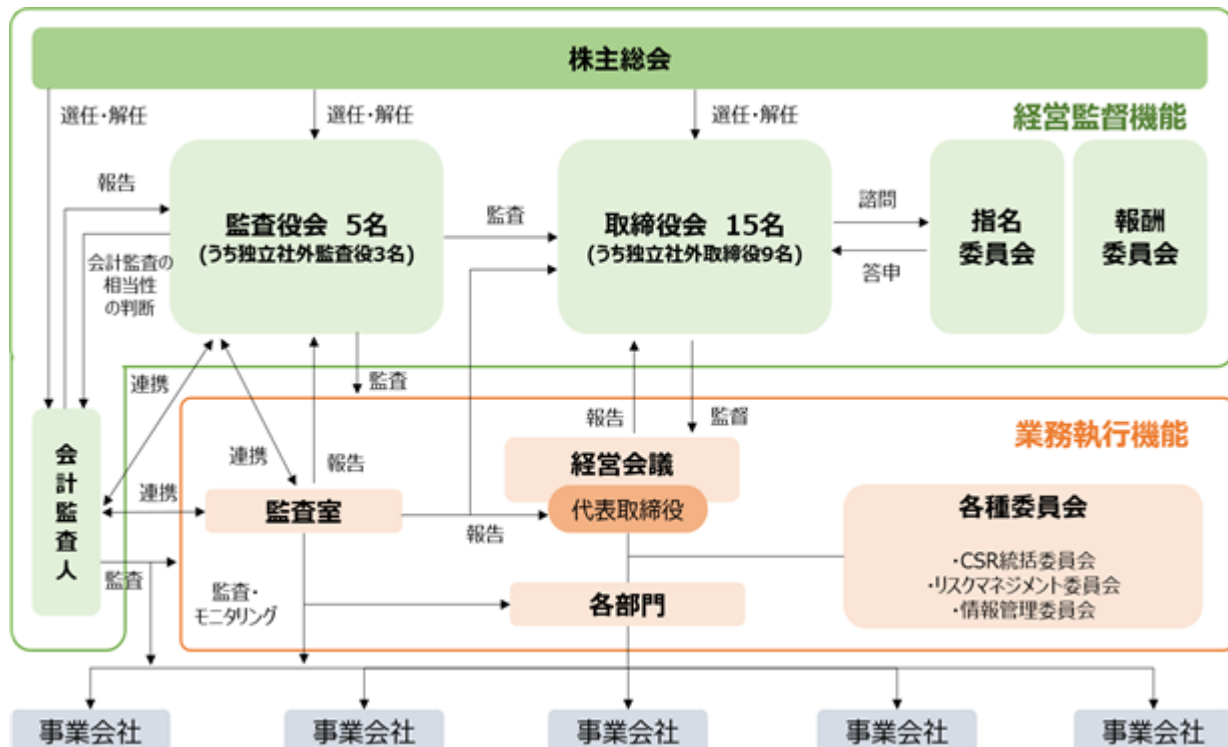 株主総会
選任・解任
選任・解任
選任・解任
経営監督機能
報告
監査役会 5名
(うち独立社外監査役3名)
監査
取締役会 15名
(うち独立社外取締役9名)
諮問
答申
指名
委員会
報酬
委員会
会計監査の
相当性
の判断
連携
監査
報告
監督
業務執行機能
会計監査人
連携
報告
連携
監査室
報告
経営会議
代表取締役
各種委員会
・CSR統括委員会
・リスクマネジメント委員会
・情報管理委員会
監査
監査・
モニタリング
各部門
事業会社
事業会社
事業会社
事業会社
事業会社